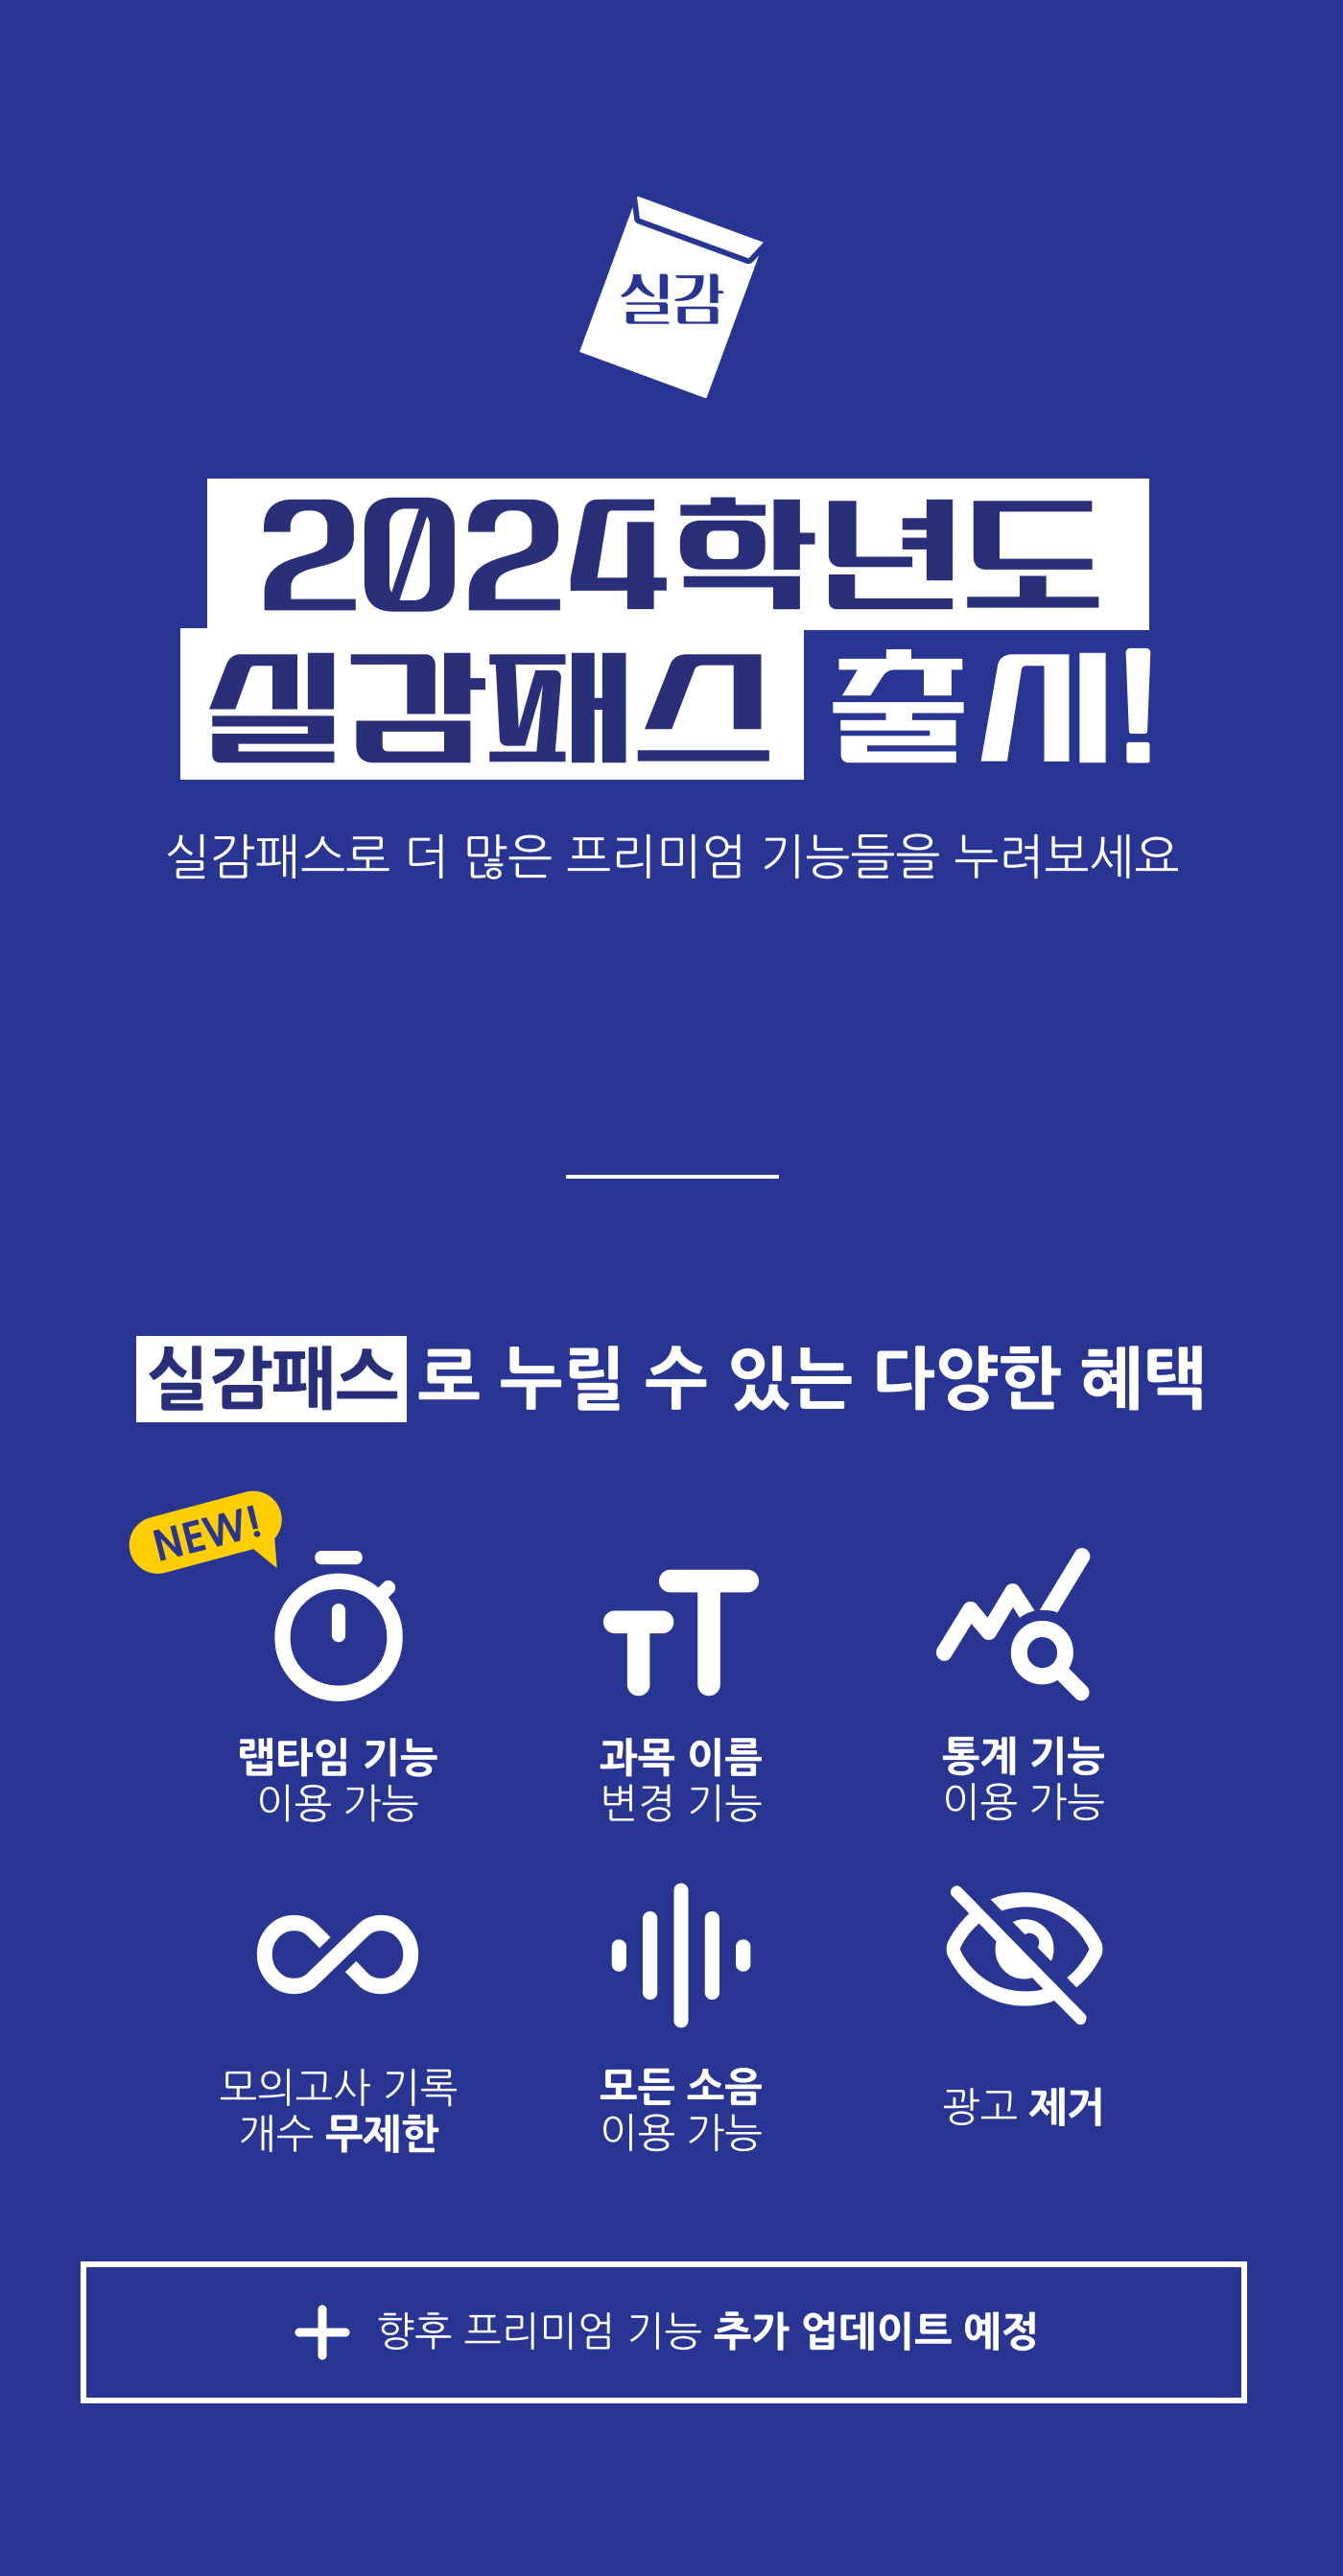 실감
2024학년도
실감패스 출시!
실감패스로 더 많은 프리미엄 기능들을 누려보세요
실감패스로 누릴 수 있는 다양한 혜택
NEW!
랩타임 기능
이용 가능
과목 이름
변경 기능
통계 기능
이용 가능
모의고사 기록
개수 무제한
모든 소음
이용 가능
광고 제거
+ 향후 프리미엄 기능 추가 업데이트 예정